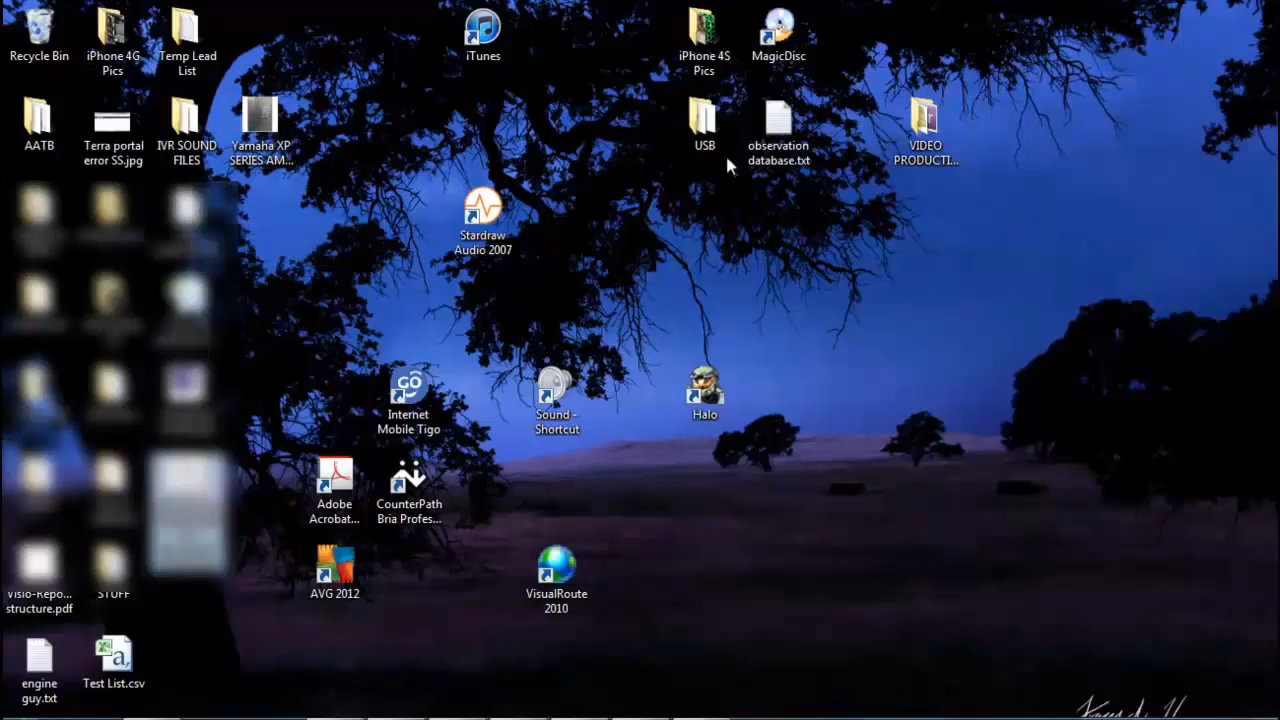 Recycle Bin
iPhone 4G
Pics
Temp Lead
List
iTunes
iPhone 4S
Pics
MagicDisc
AATB
Terra portal
error SS.jpg
IVR SOUND
FILES
Yamaha XP
SERIES AM...
USB
observation
database.txt
VIDEO
PRODUCTI...
Stardraw
Audio 2007
Internet
Mobile Tigo
Sound -
Shortcut
Halo
Adobe
Acrobat...
CounterPath
Bria Profes...
Visio-Repo...
structure.pdf
STUFF
AVG 2012
VisualRoute
2010
engine
guy.txt
Test List.csv